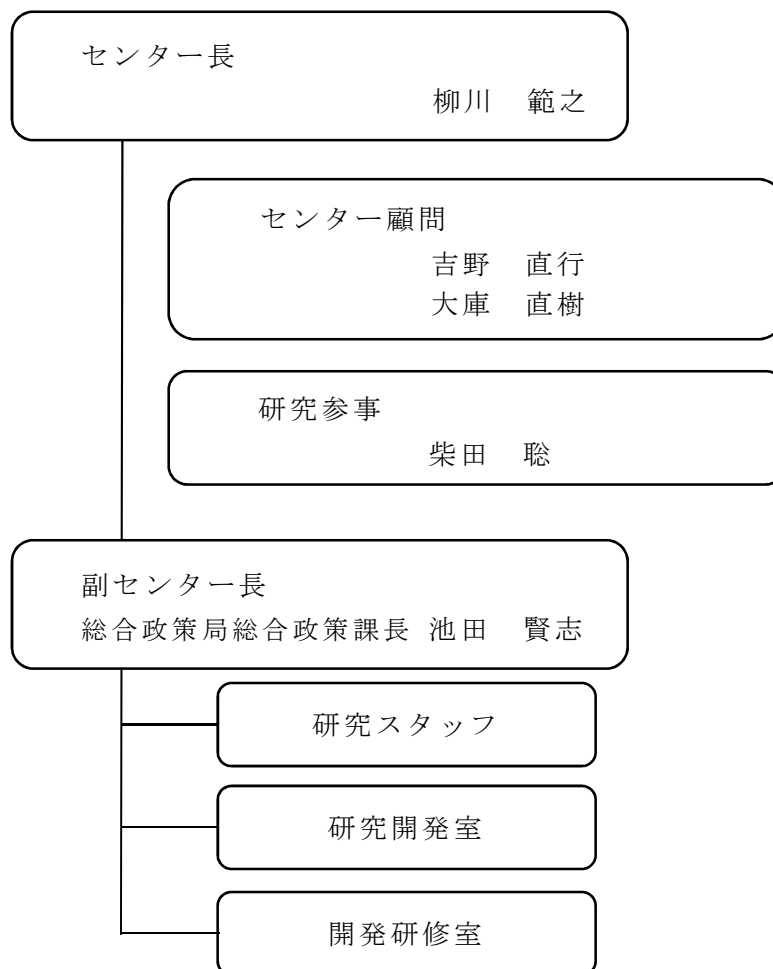 センター長
柳川　範之
センター顧問
吉野　直行
大庫　直樹
研究参事
柴田　聡
副センター長
総合政策局総合政策課長 池田　賢志
研究スタッフ
研究開発室
開発研修室